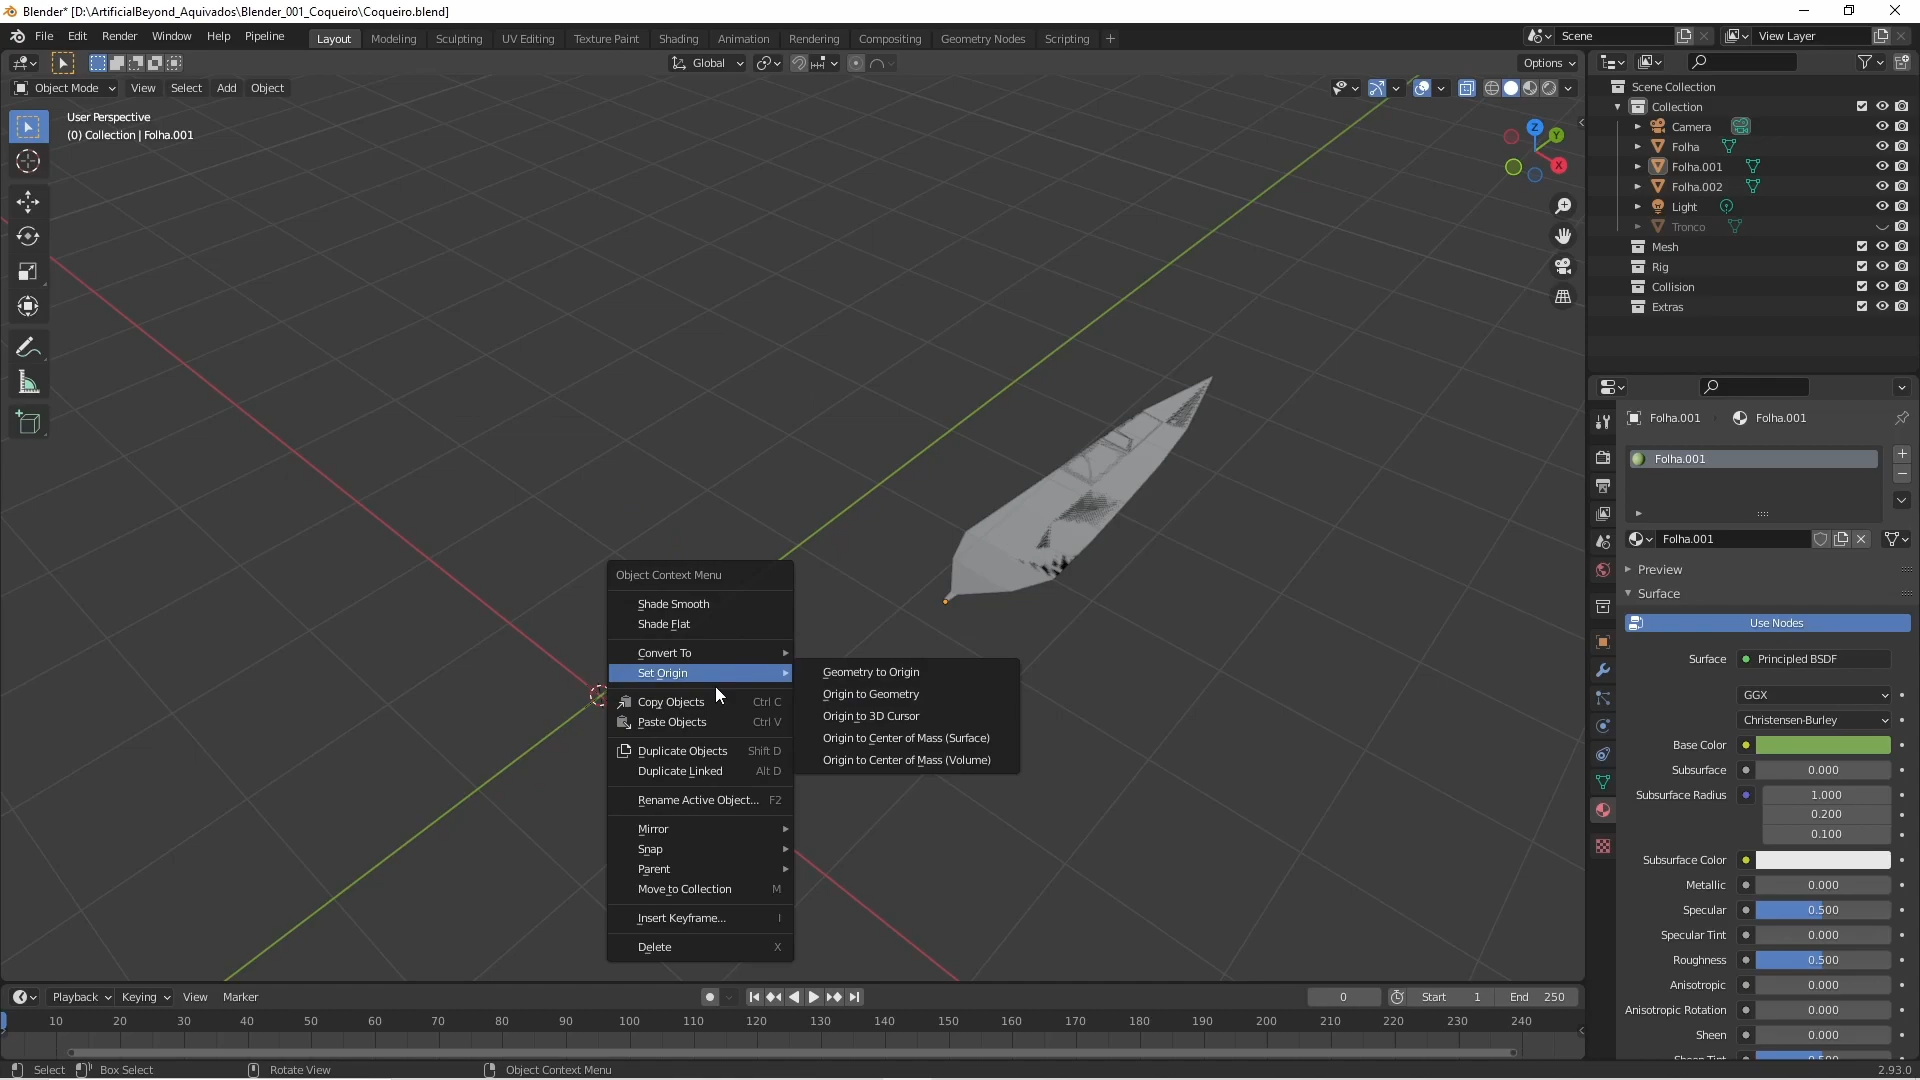 Blender* [D:\ArtificialBeyond_Aquivados\Blender_001_Coqueiro\Coqueiro.blend]
File Edit Render Window Help Pipeline
Layout Modeling Sculpting UV Editing Texture Paint Shading Animation Rendering Compositing Geometry Nodes Scripting +
Scene
View Layer
Global
Options
Object Mode View Select Add Object
User Perspective
(0) Collection | Folha.001
Z
Y
X
Scene Collection
Collection
Camera
Folha
Folha.001
Folha.002
Light
Tronco
Mesh
Rig
Collision
Extras
Object Context Menu
Shade Smooth
Shade Flat
Convert To
Set Origin
Copy Objects Ctrl C
Paste Objects Ctrl V
Duplicate Objects Shift D
Duplicate Linked Alt D
Rename Active Object... F2
Mirror
Snap
Parent
Move to Collection M
Insert Keyframe... I
Delete X
Geometry to Origin
Origin to Geometry
Origin to 3D Cursor
Origin to Center of Mass (Surface)
Origin to Center of Mass (Volume)
Folha.001 Folha.001
Folha.001
Folha.001
Preview
Surface
Use Nodes
Surface Principled BSDF
GGX
Christensen-Burley
Base Color
Subsurface 0.000
Subsurface Radius 1.000
0.200
0.100
Subsurface Color
Metallic 0.000
Specular 0.500
Specular Tint 0.000
Roughness 0.500
Anisotropic 0.000
Anisotropic Rotation 0.000
Sheen 0.000
Sheen Tint 0.500
Playback Keying View Marker
0 Start 1 End 250
10 20 30 40 50 60 70 80 90 100 110 120 130 140 150 160 170 180 190 200 210 220 230 240
Select Box Select Rotate View Object Context Menu
2.93.0